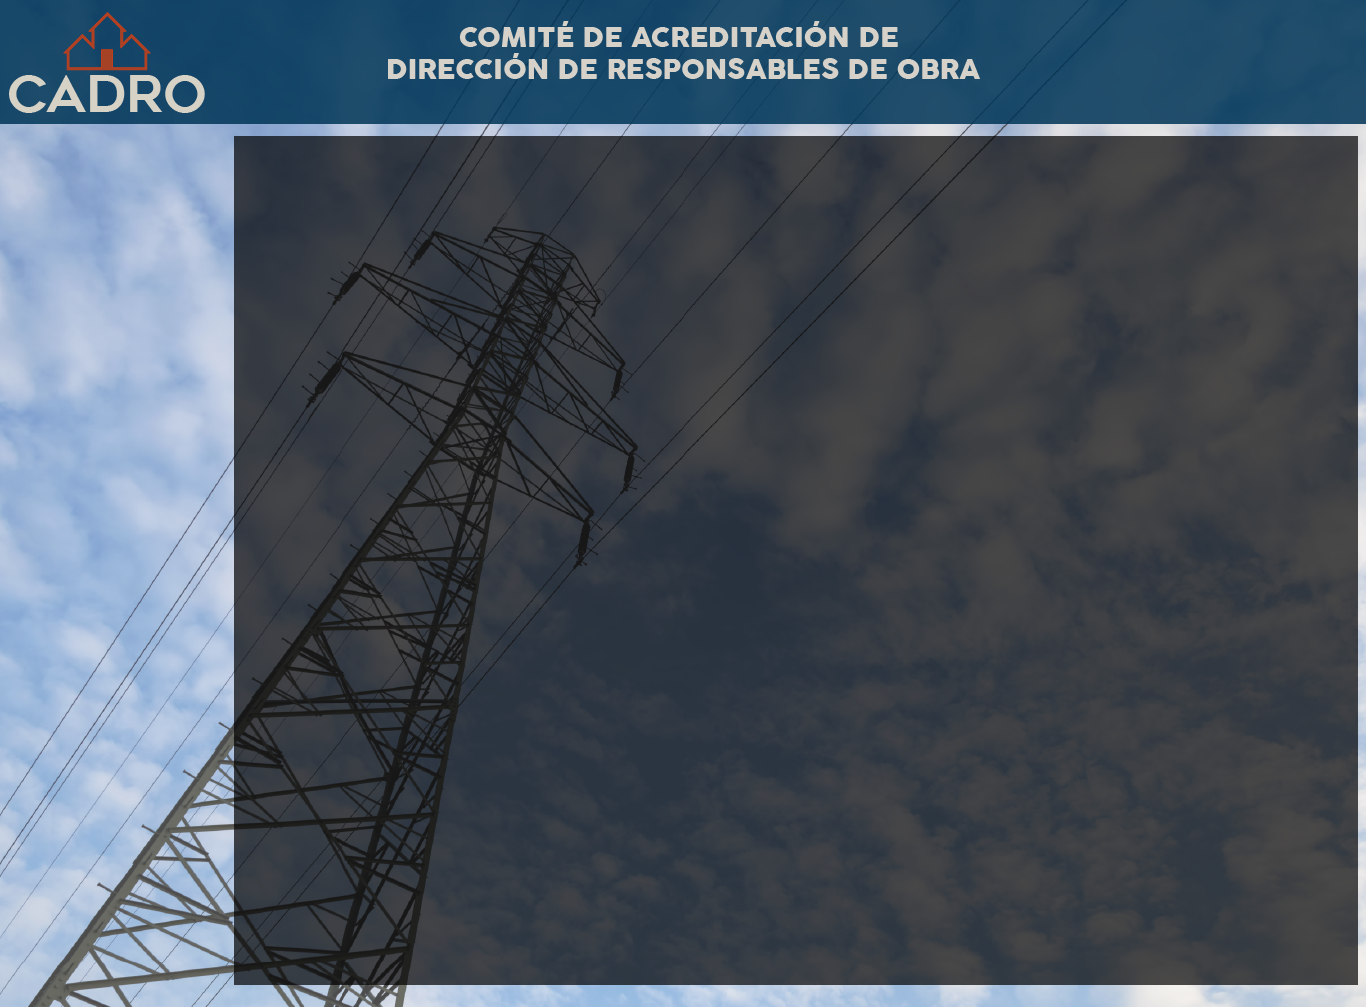 COMITÉ DE ACREDITACIÓN DE
DIRECCIÓN DE RESPONSABLES DE OBRA
CADRO